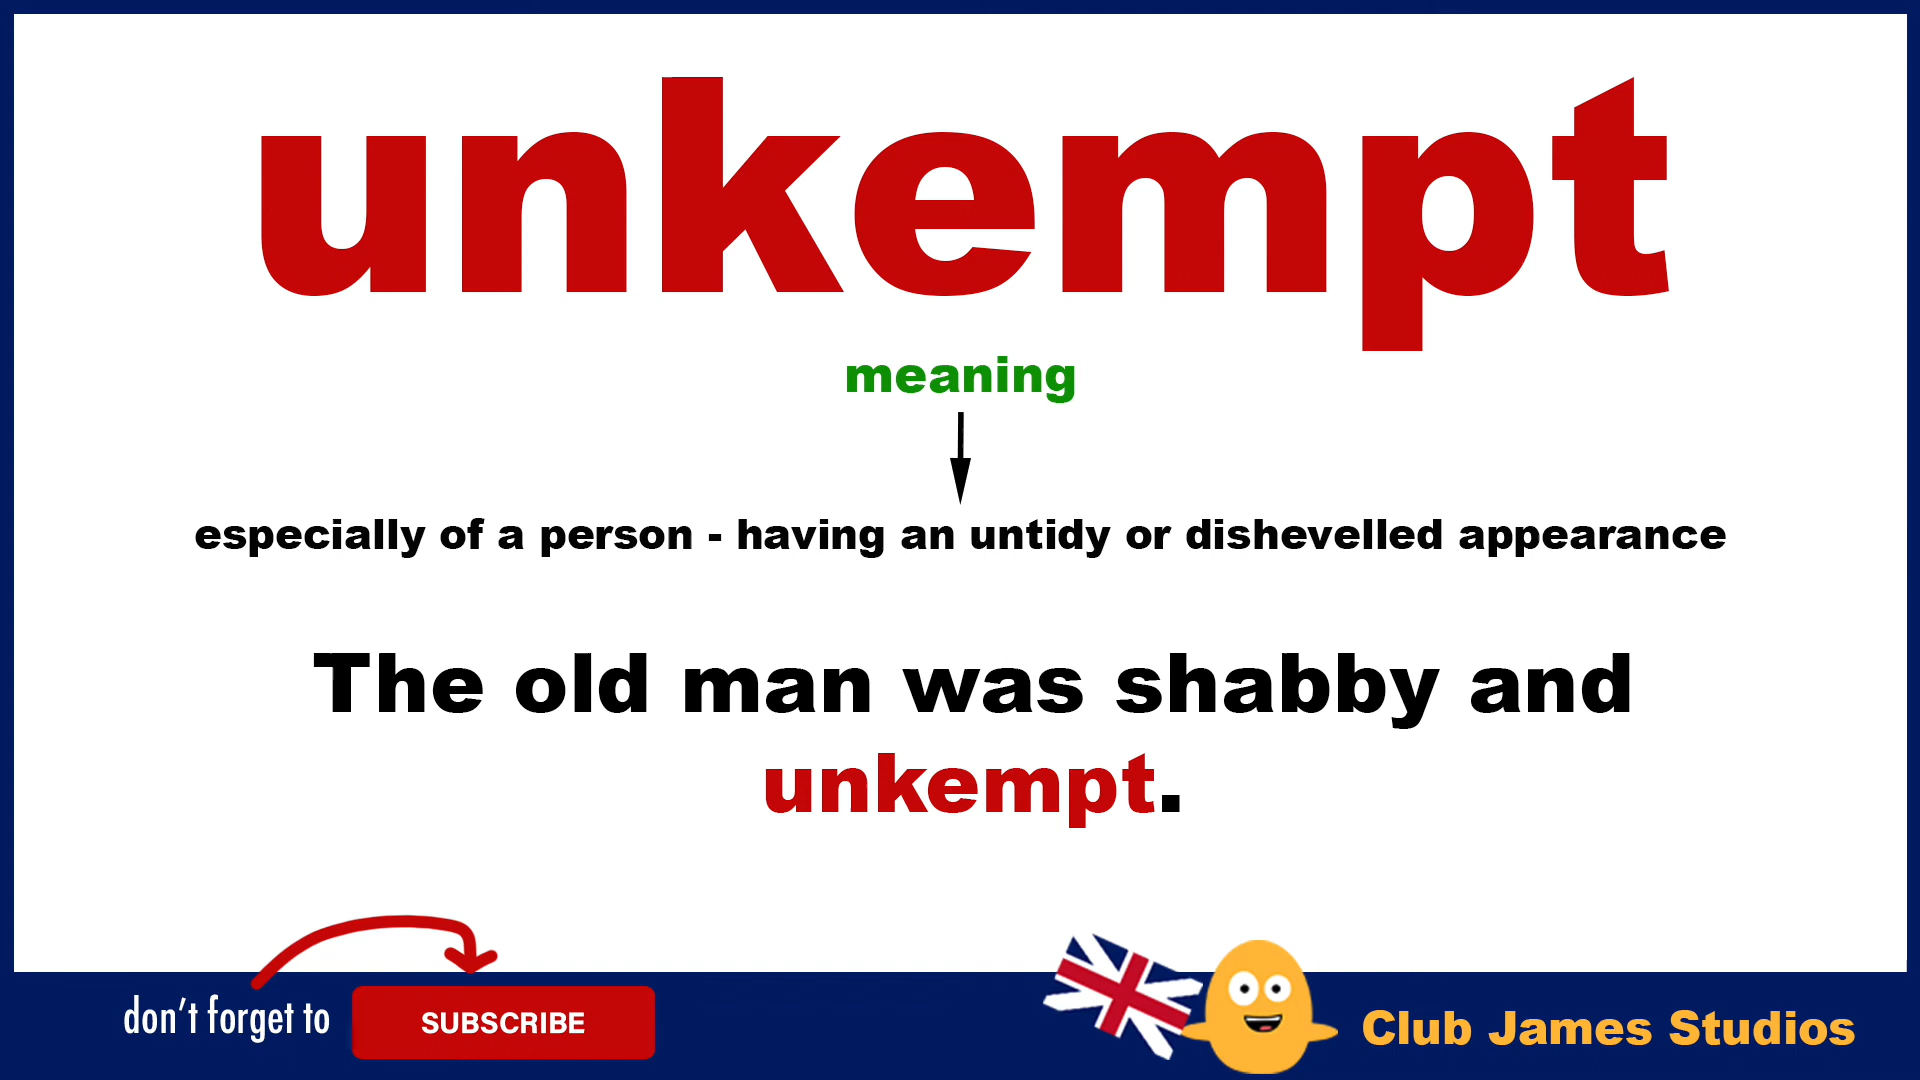 unkempt
meaning
especially of a person - having an untidy or dishevelled appearance
The old man was shabby and
unkempt.
don't forget to
SUBSCRIBE
Club James Studios